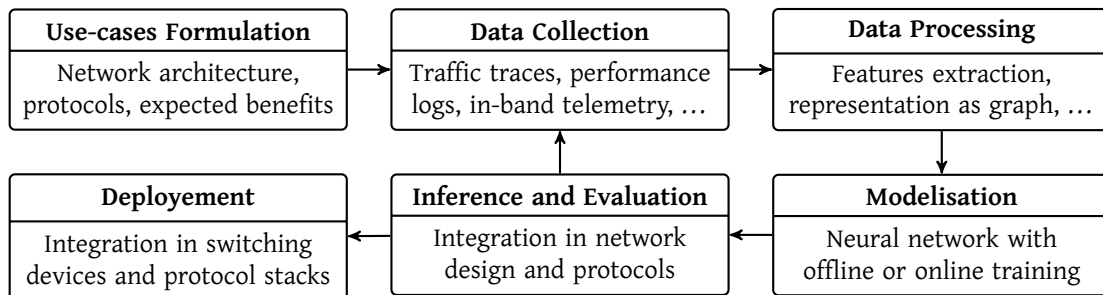 Use-cases Formulation
Network architecture,
protocols, expected benefits
Data Collection
Traffic traces, performance
logs, in-band telemetry, …
Data Processing
Features extraction,
representation as graph, …
Deployement
Integration in switching
devices and protocol stacks
Inference and Evaluation
Integration in network
design and protocols
Modelisation
Neural network with
offline or online training